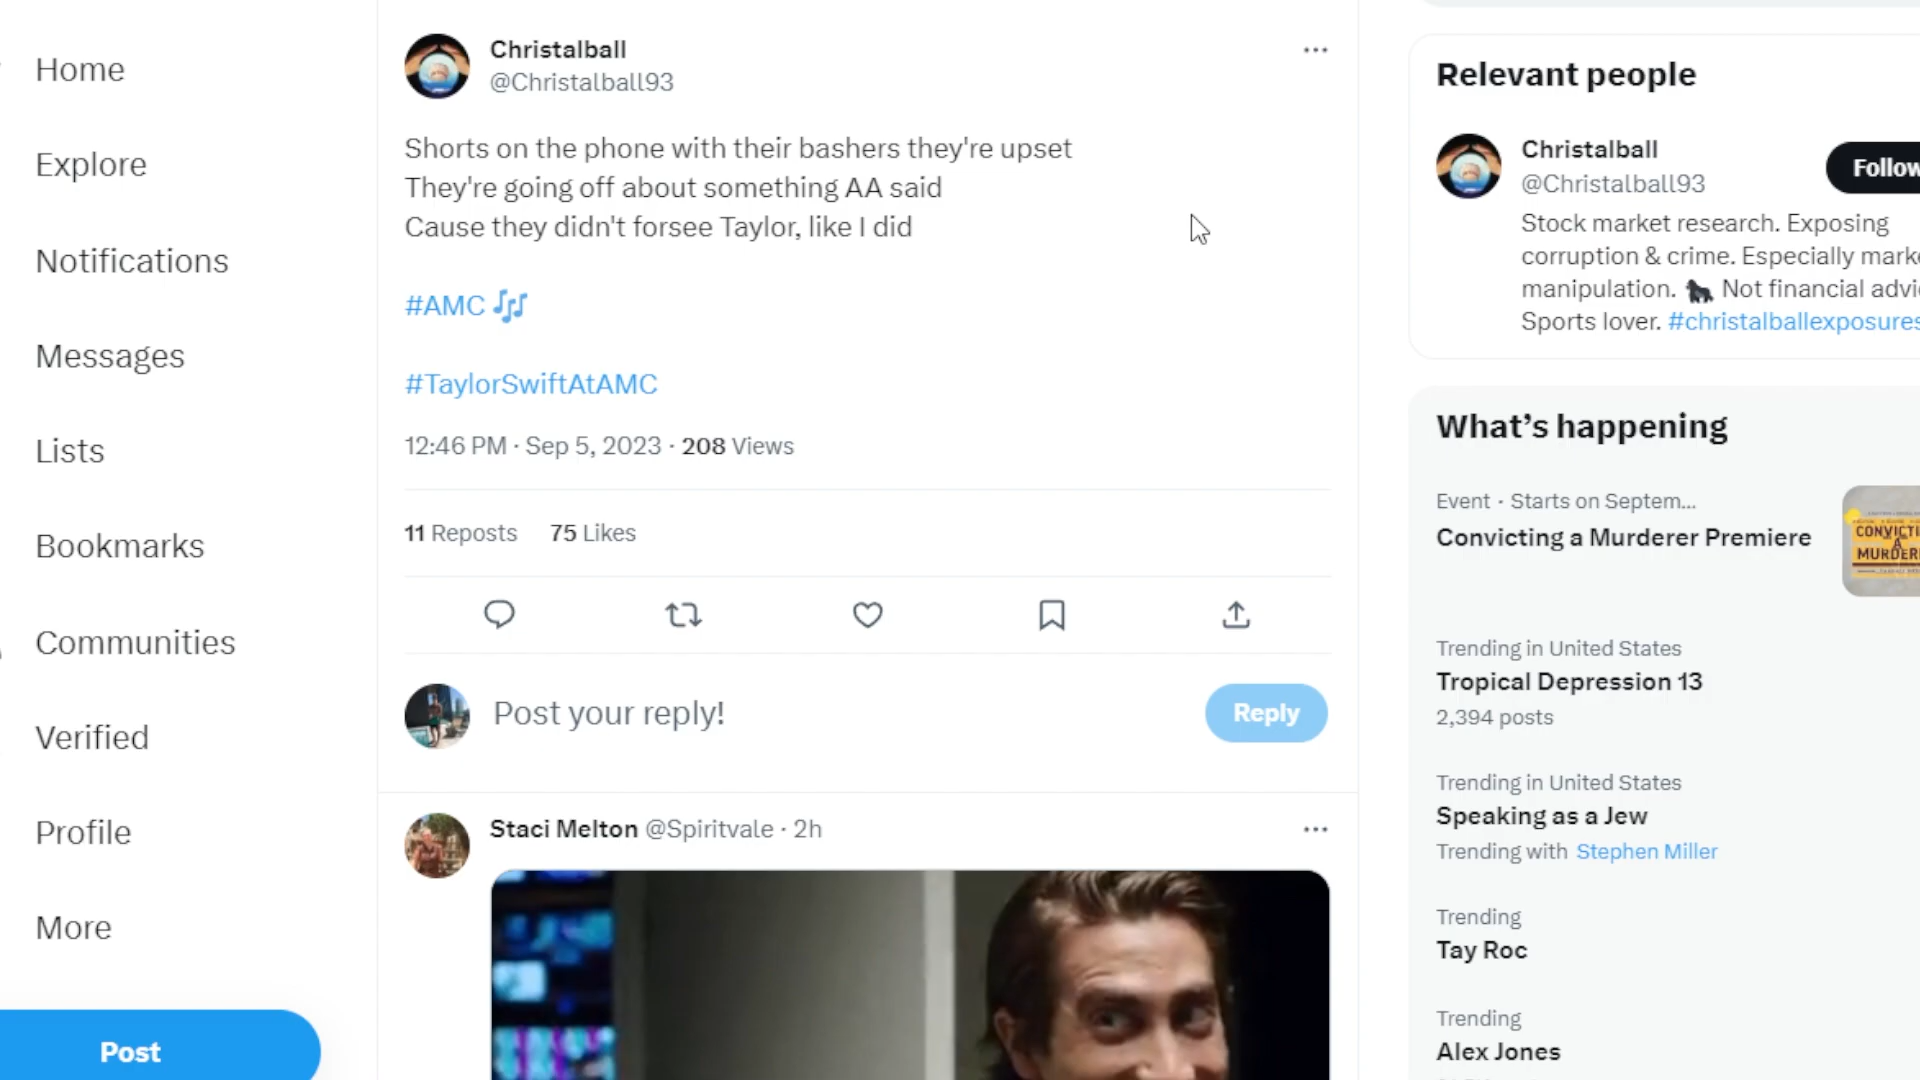 Home
Explore
Notifications
Messages
Lists
Bookmarks
Communities
Verified
Profile
More
Post
Christalball
@Christalball93
Shorts on the phone with their bashers they're upset
They're going off about something AA said
Cause they didn't forsee Taylor, like I did
#AMC 🎶
#TaylorSwiftAtAMC
12:46 PM · Sep 5, 2023 · 208 Views
11 Reposts 75 Likes
Post your reply!
Reply
Staci Melton @Spiritvale · 2h
Relevant people
Christalball
@Christalball93
Follow
Stock market research. Exposing
corruption & crime. Especially marke
manipulation. 🦍 Not financial advi
Sports lover. #christalballexposures
What's happening
Event · Starts on Septem...
Convicting a Murderer Premiere
CONVICTI
A
MURDER
Trending in United States
Tropical Depression 13
2,394 posts
Trending in United States
Speaking as a Jew
Trending with Stephen Miller
Trending
Tay Roc
Trending
Alex Jones